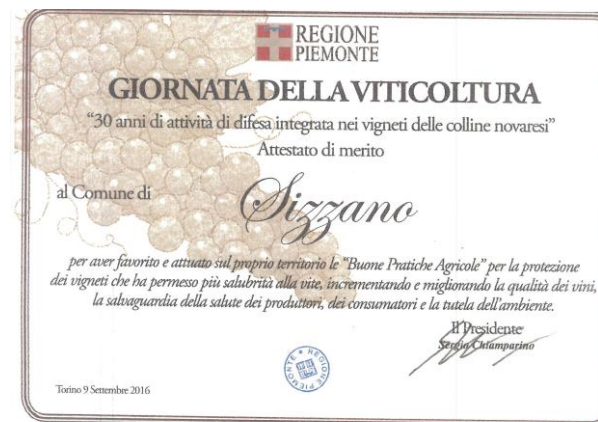 REGIONE
PIEMONTE
GIORNATA DELLA VITICOLTURA
“30 anni di attività di difesa integrata nei vigneti delle colline novaresi”
Attestato di merito
al Comune di
Sizzano
per aver favorito e attuato sul proprio territorio le “Buone Pratiche Agricole” per la protezione
dei vigneti che ha permesso più salubrità alla vite, incrementando e migliorando la qualità dei vini,
la salvaguardia della salute dei produttori, dei consumatori e la tutela dell'ambiente.
Il Presidente
Sergio Chiamparino
REGIONE PIEMONTE
Torino 9 Settembre 2016